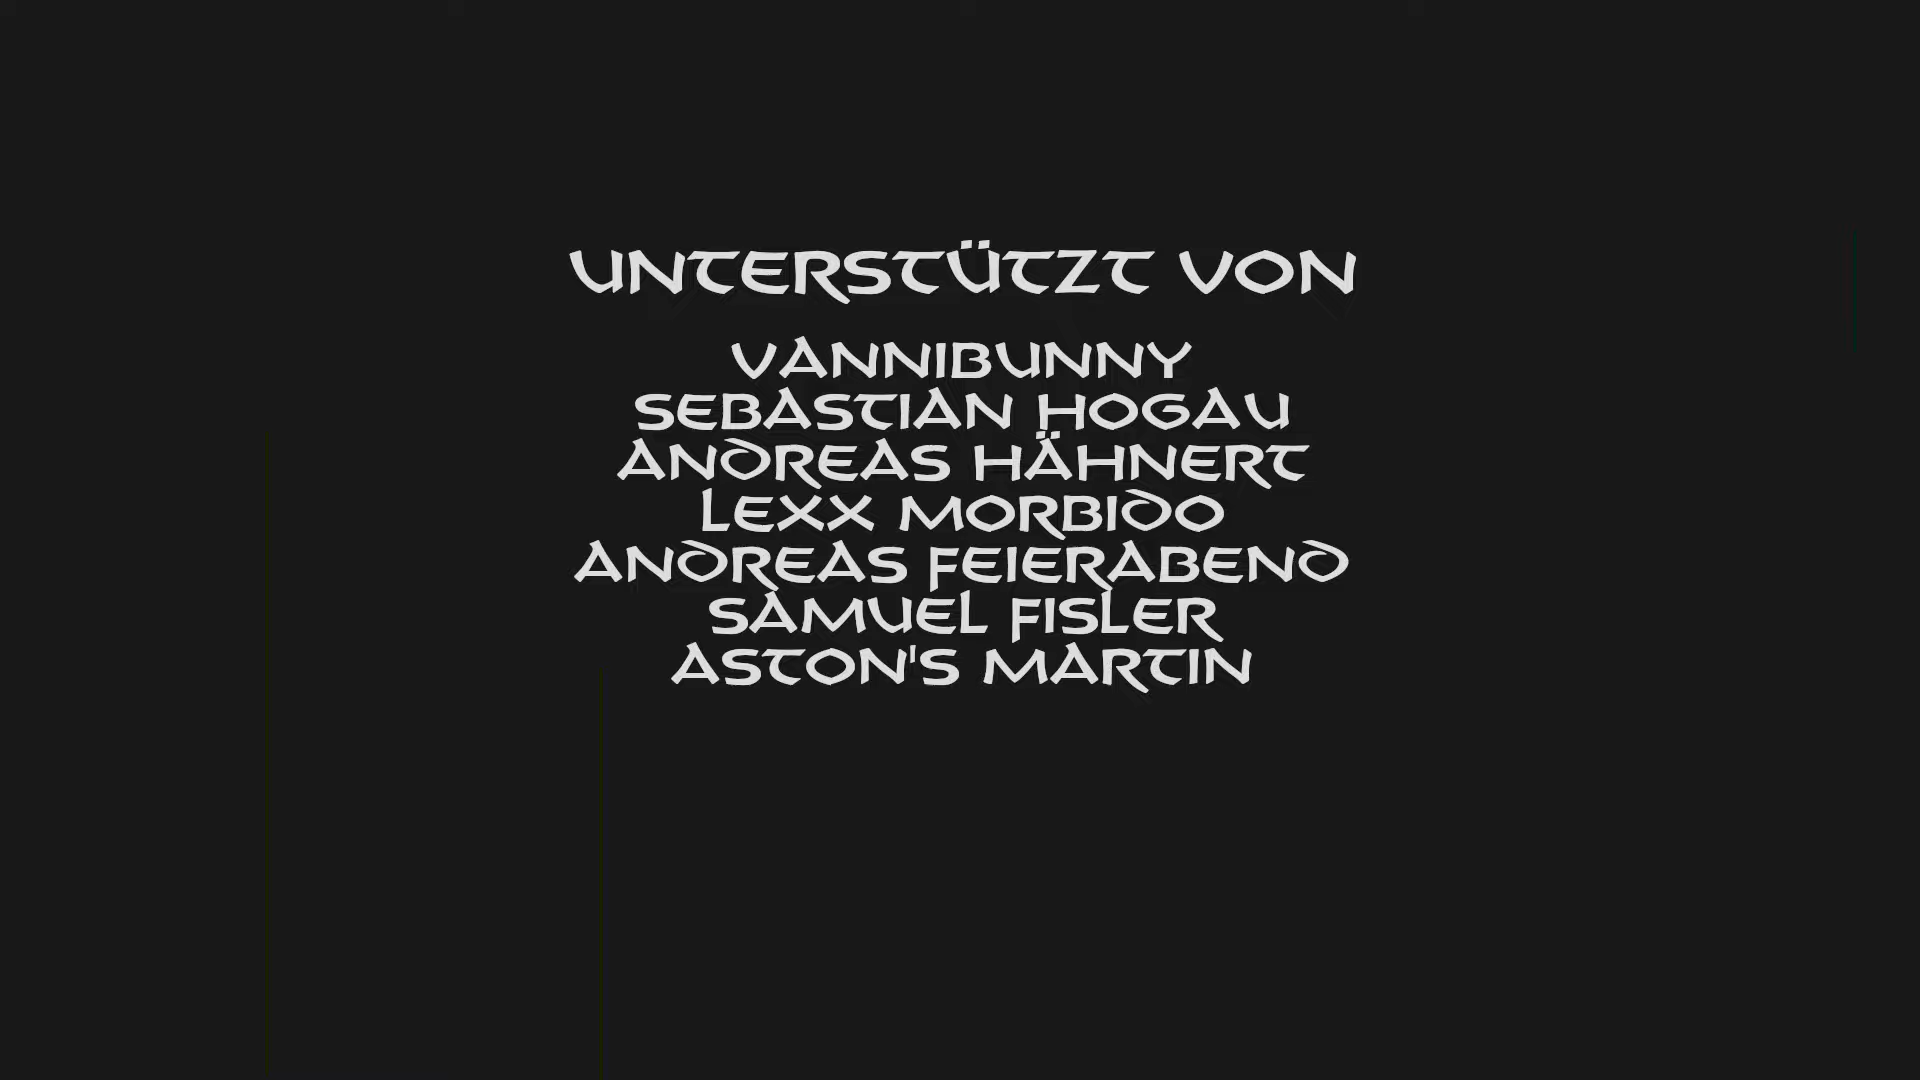 UNTERSTÜTZT VON
VANNIBUNNY
SEBASTIAN HOGAU
ANDREAS HÄHNERT
LEXX MORBIDO
ANDREAS FEIERABEND
SAMUEL FISLER
ASTON'S MARTIN